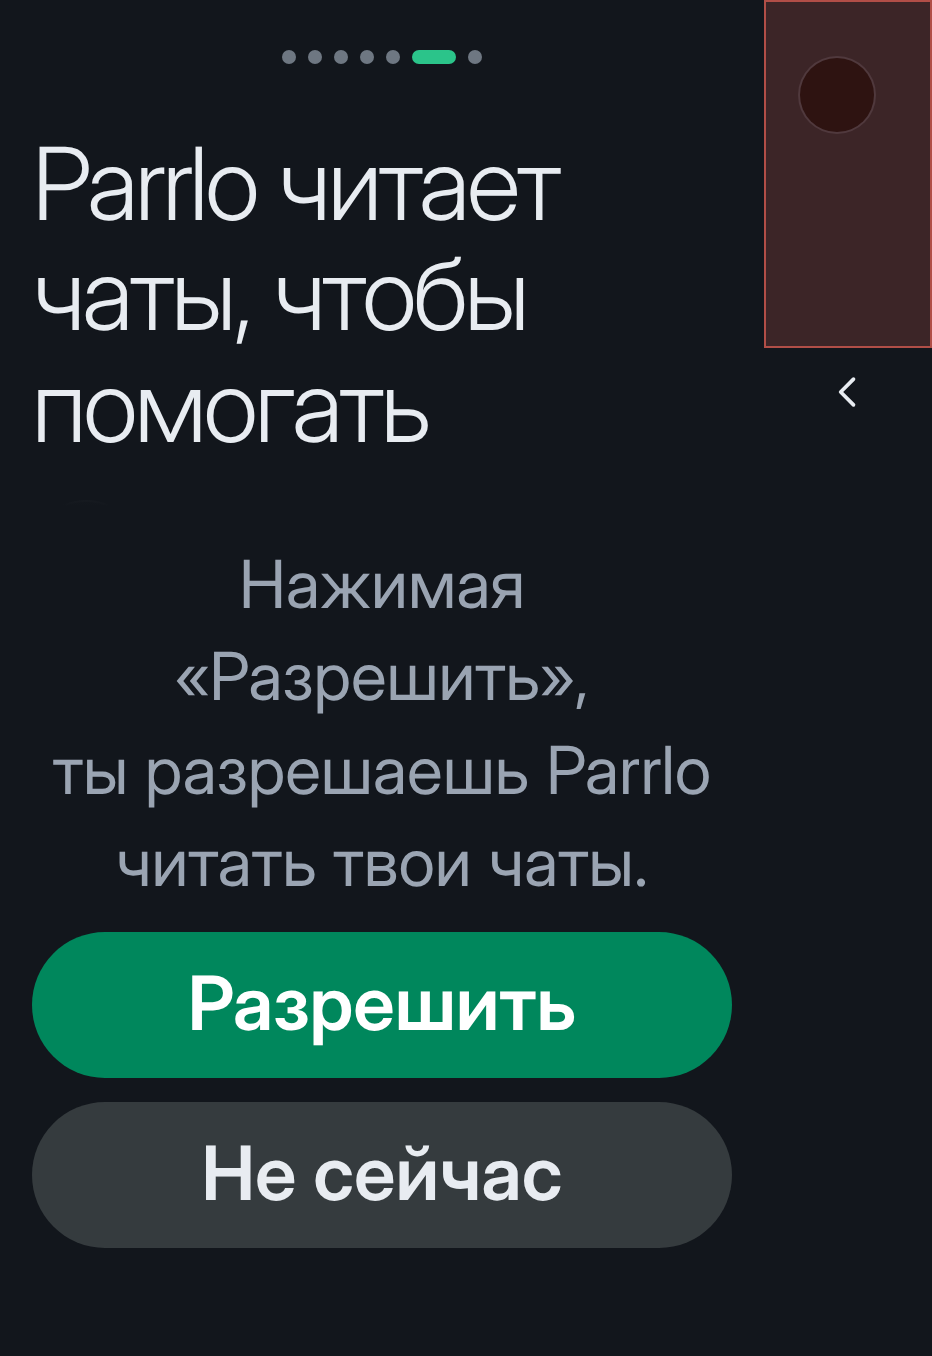 Parrlo читает
чаты, чтобы
помогать
Нажимая
«Разрешить»,
ты разрешаешь Parrlo
читать твои чаты.
Разрешить
Не сейчас